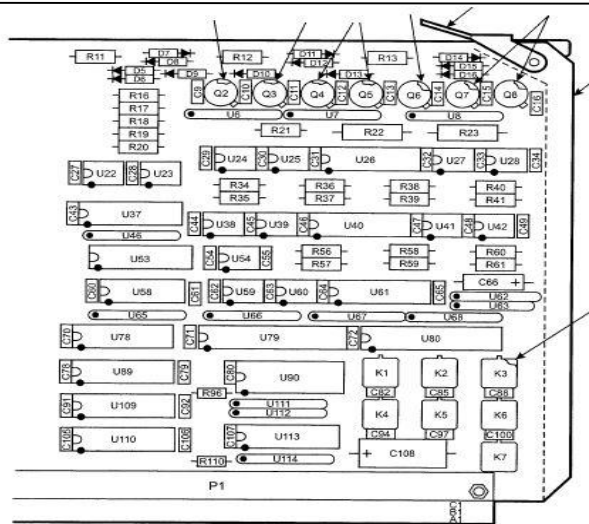 D7 D11 D14
R11 D8 R12 D12 R13 D15
D5 D9 D10 D13 D16
D6
R16 C9 Q2 C10 Q3 C11 Q4 C12 Q5 C13 Q6 C14 Q7 C15 Q8 C16
R17 U6 U7 U8
R18
R19 R21 R22 R23
R20
C29 U24 C30 U25 C31 U26 C32 U27 C33 U28 C34
C27 U22 C28 U23
R34 R36 R38 R40
R35 R37 R39 R41
C43 U37 C44 U38 C45 U39 C46 U40 C47 U41 C48 U42 C49
U46
U53 C54 U54 C55 R56 R58 R60
R57 R59 R61
C66 +
C60 U58 C61 C62 U59 C63 U60 C64 U61 C65 U62
U63
U65 U66 U67 U68
C70 U78 C71 U79 C72 U80
C78 U89 C79 C80 U90 K1 K2 K3
R96 C82 C85 C88
C91 U109 C92 U111 K4 K5 K6
U112
C105 U110 C106 C107 U113 C94 C97 C100
R110 U114 + C108 K7
P1
C1
B1
A1